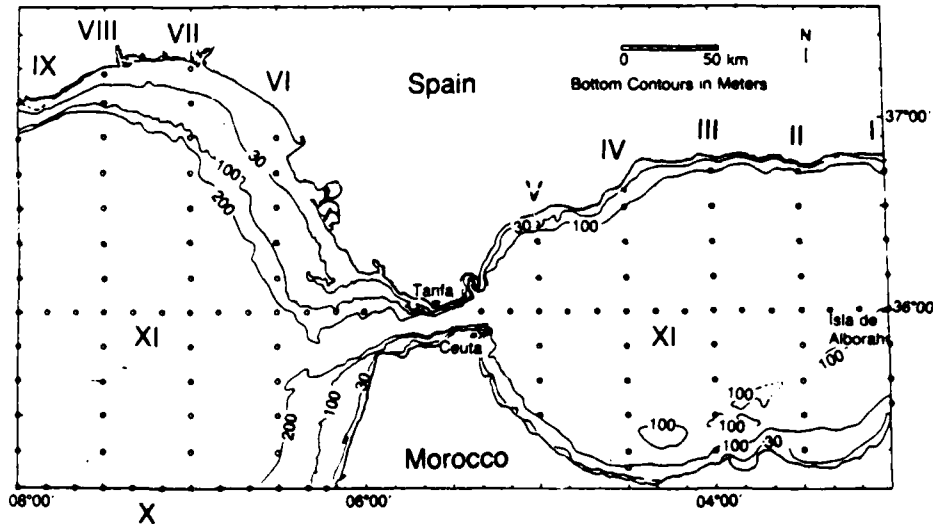 VIII
VII
IX
VI
Spain
N
0 50 km
Bottom Contours in Meters
37°00'
IV
III
II
I
V
30
100
200
30
100
Tarifa
36°00'
XI
Ceuta
XI
Isla de
Alborah
100
200
100
30
100
100
100
100
30
Morocco
08°00'
06°00'
04°00'
X